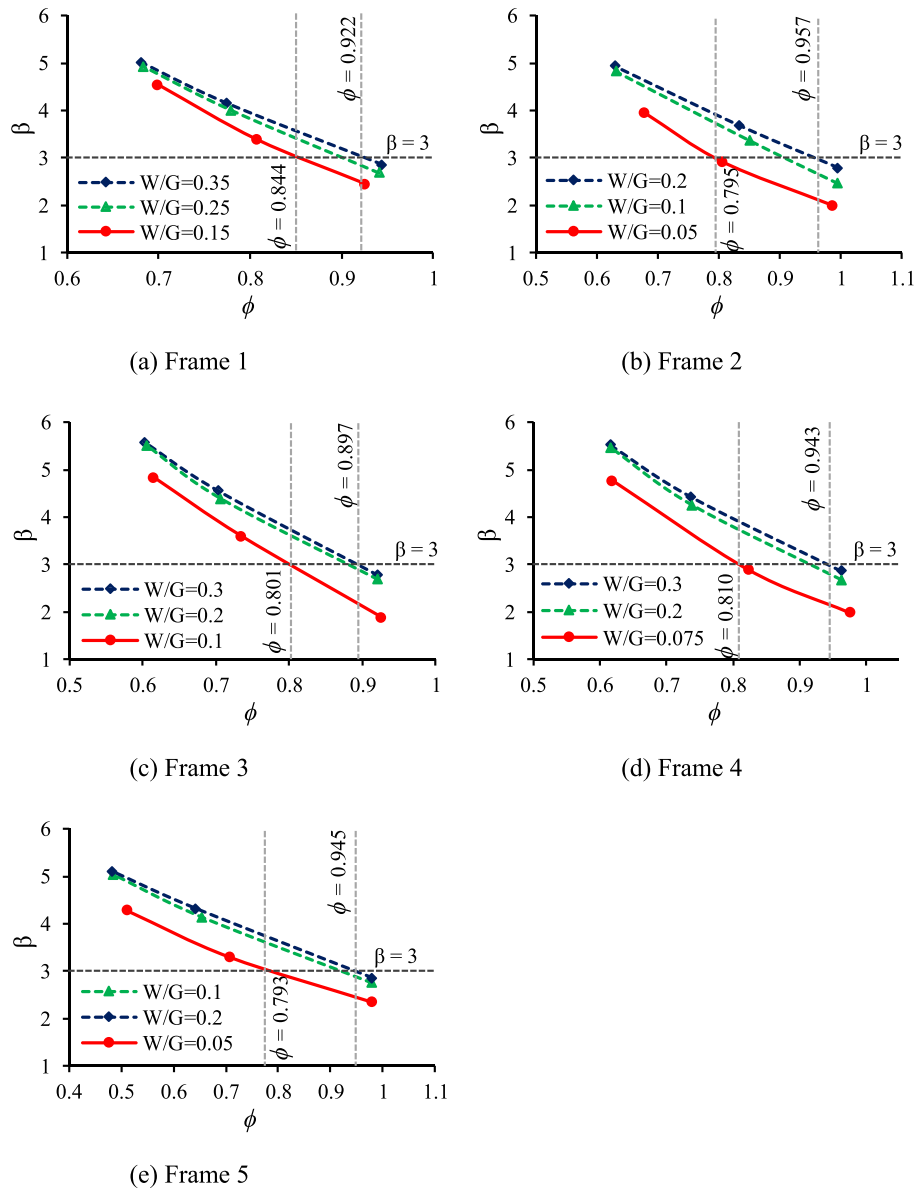 6
5
4
3
2
1
β
0.6
0.7
0.8
0.9
1
ϕ
ϕ = 0.922
ϕ = 0.844
β = 3
W/G=0.35
W/G=0.25
W/G=0.15
(a) Frame 1
6
5
4
3
2
1
β
0.5
0.6
0.7
0.8
0.9
1
1.1
ϕ
ϕ = 0.957
ϕ = 0.795
β = 3
W/G=0.2
W/G=0.1
W/G=0.05
(b) Frame 2
6
5
4
3
2
1
β
0.5
0.6
0.7
0.8
0.9
1
ϕ
ϕ = 0.897
ϕ = 0.801
β = 3
W/G=0.3
W/G=0.2
W/G=0.1
(c) Frame 3
6
5
4
3
2
1
β
0.5
0.6
0.7
0.8
0.9
1
ϕ
ϕ = 0.943
ϕ = 0.810
β = 3
W/G=0.3
W/G=0.2
W/G=0.075
(d) Frame 4
6
5
4
3
2
1
β
0.4
0.5
0.6
0.7
0.8
0.9
1
1.1
ϕ
ϕ = 0.945
ϕ = 0.793
β = 3
W/G=0.1
W/G=0.2
W/G=0.05
(e) Frame 5